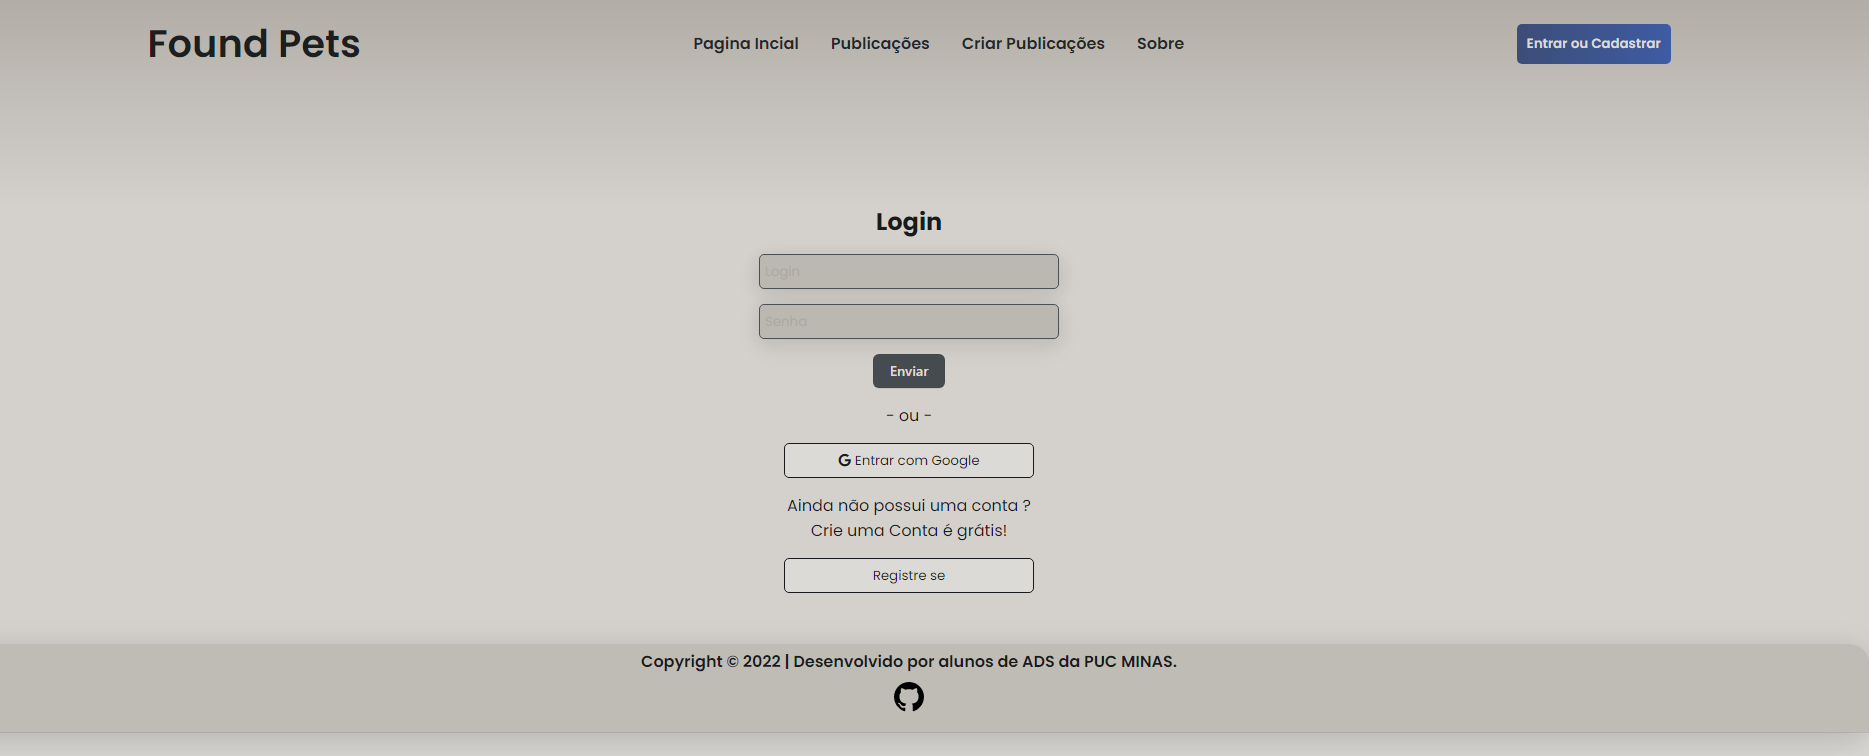 Found Pets
Pagina Incial
Publicações
Criar Publicações
Sobre
Entrar ou Cadastrar
Login
Login
Senha
Enviar
- ou -
Entrar com Google
Ainda não possui uma conta ?
Crie uma Conta é grátis!
Registre se
Copyright © 2022 | Desenvolvido por alunos de ADS da PUC MINAS.